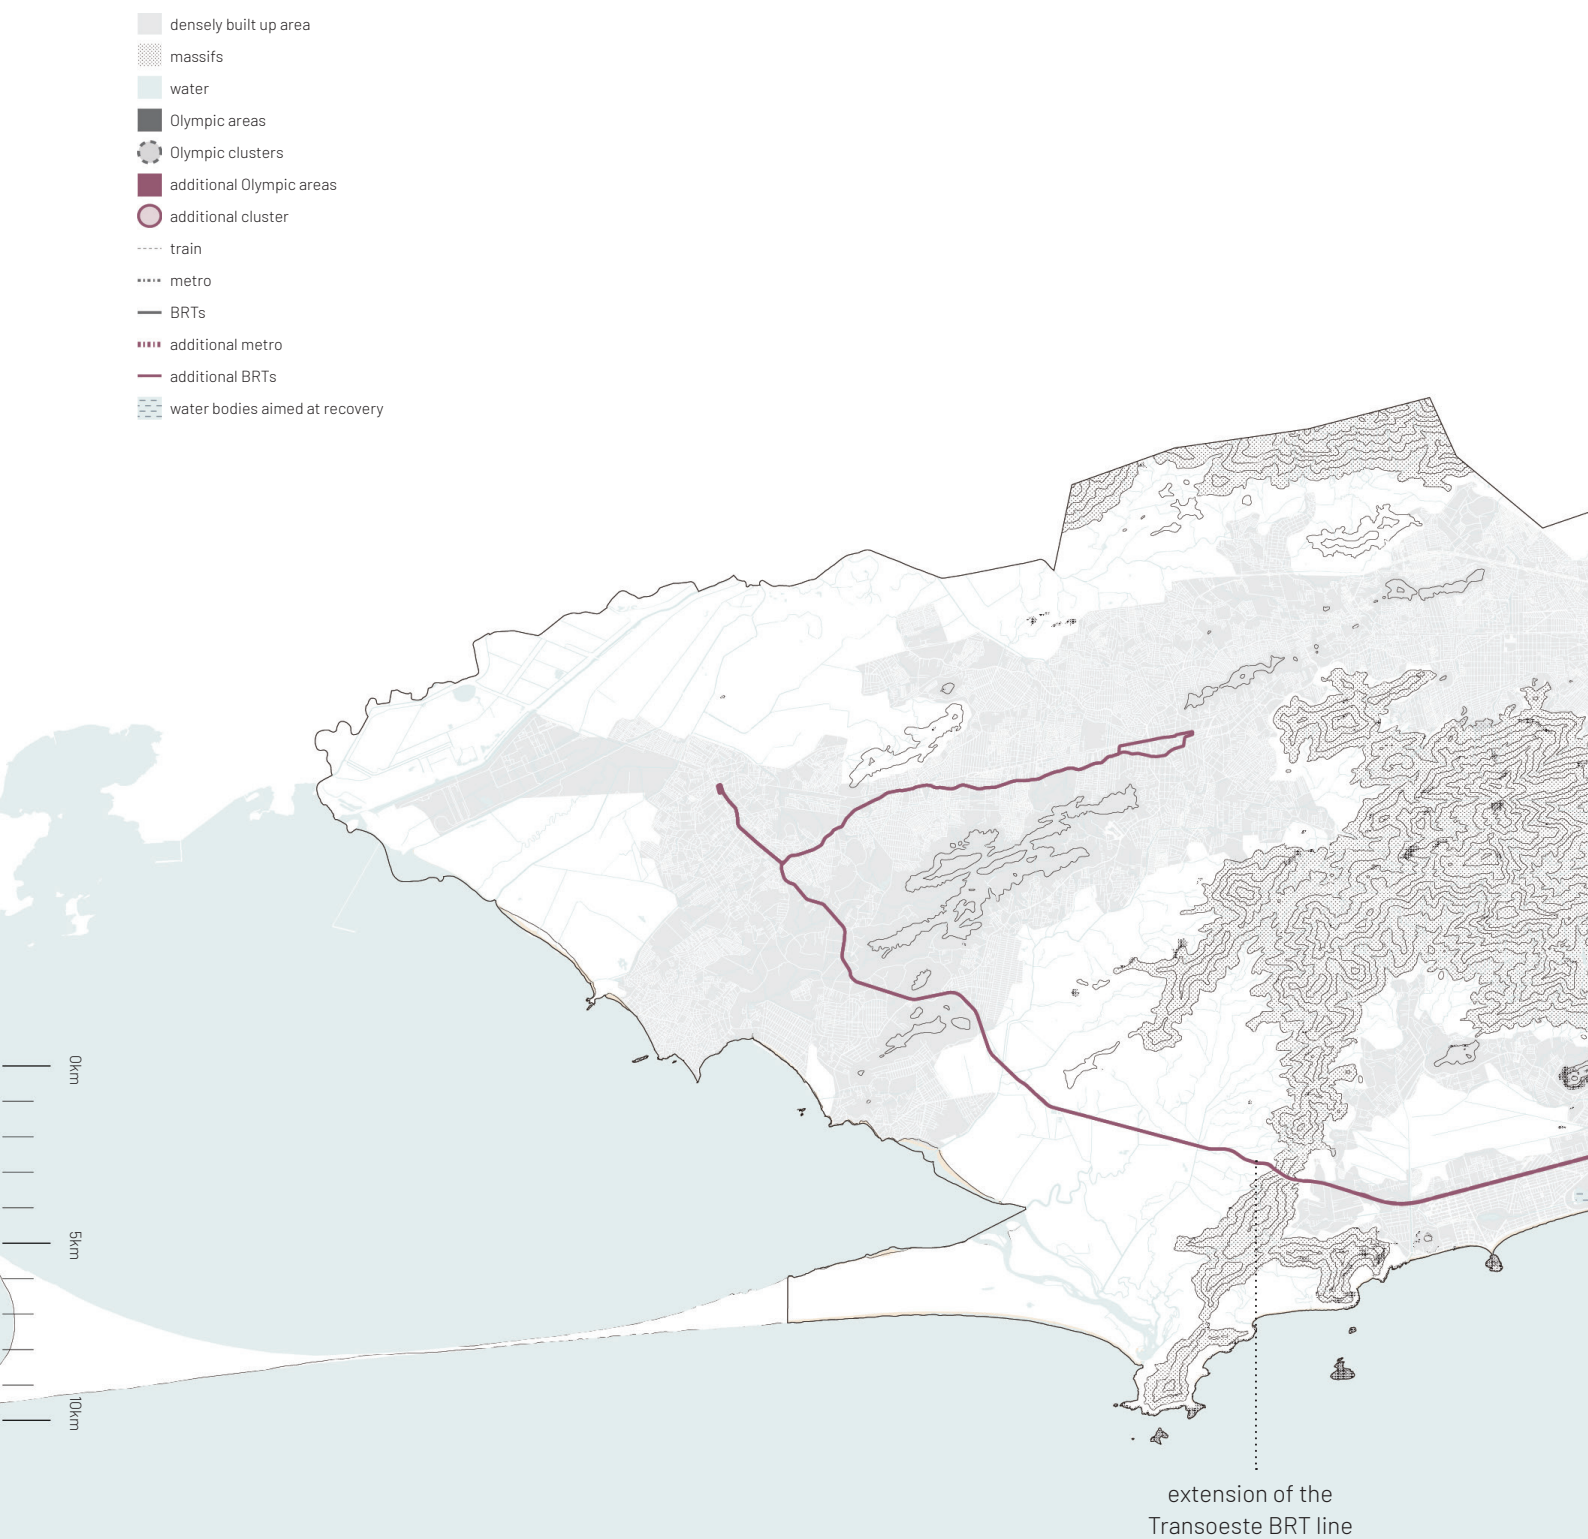 densely built up area
massifs
water
Olympic areas
Olympic clusters
additional Olympic areas
additional cluster
train
metro
BRTs
additional metro
additional BRTs
water bodies aimed at recovery
0km
5km
10km
extension of the
Transoeste BRT line